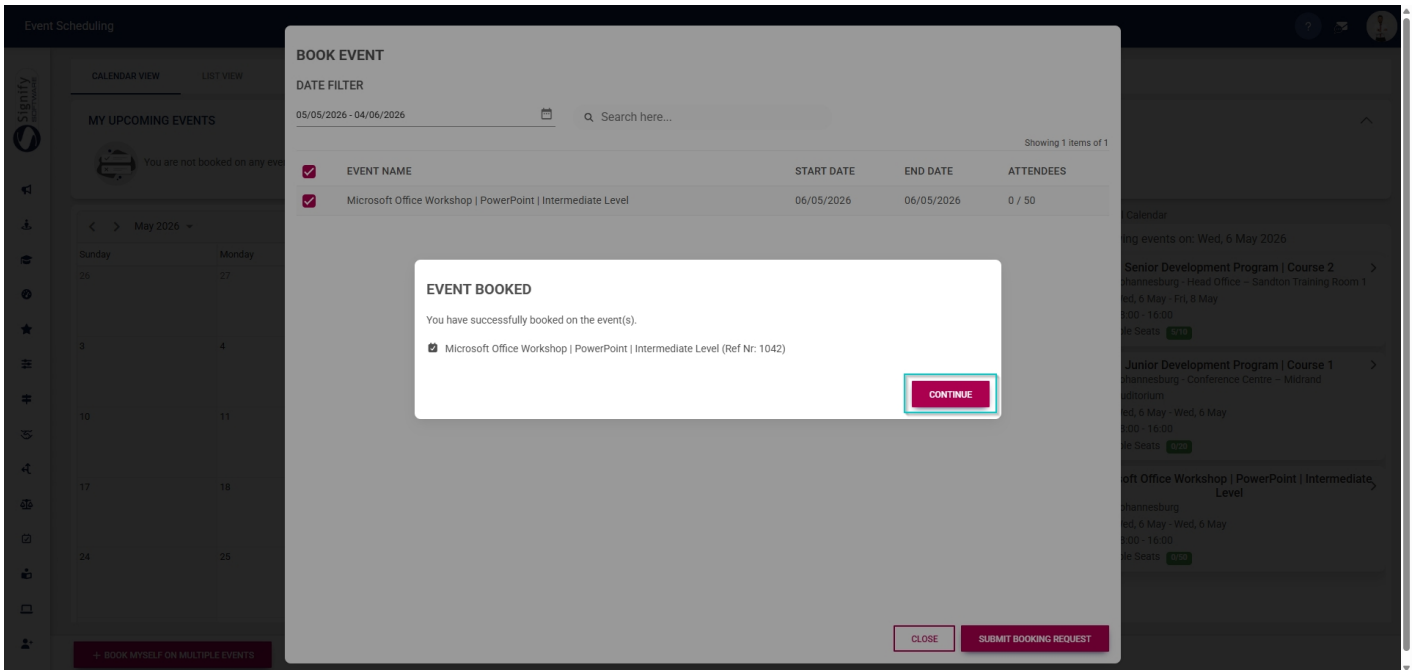 Event Scheduling
?
Signify
SOFTWARE
CALENDAR VIEW
LIST VIEW
MY UPCOMING EVENTS
You are not booked on any eve
May 2026
Sunday
Monday
26
27
3
4
10
11
17
18
24
25
+ BOOK MYSELF ON MULTIPLE EVENTS
BOOK EVENT
DATE FILTER
05/05/2026 - 04/06/2026
Search here...
Showing 1 items of 1
EVENT NAME START DATE END DATE ATTENDEES
Microsoft Office Workshop | PowerPoint | Intermediate Level 06/05/2026 06/05/2026 0 / 50
EVENT BOOKED
You have successfully booked on the event(s).
Microsoft Office Workshop | PowerPoint | Intermediate Level (Ref Nr: 1042)
CONTINUE
CLOSE
SUBMIT BOOKING REQUEST
Calendar
ing events on: Wed, 6 May 2026
Senior Development Program | Course 2
ohannesburg - Head Office – Sandton Training Room 1
ed, 6 May - Fri, 8 May
:00 - 16:00
le Seats
Junior Development Program | Course 1
ohannesburg - Conference Centre – Midrand
uditorium
ed, 6 May - Wed, 6 May
:00 - 16:00
le Seats
oft Office Workshop | PowerPoint | Intermediate
Level
ohannesburg
ed, 6 May - Wed, 6 May
:00 - 16:00
le Seats